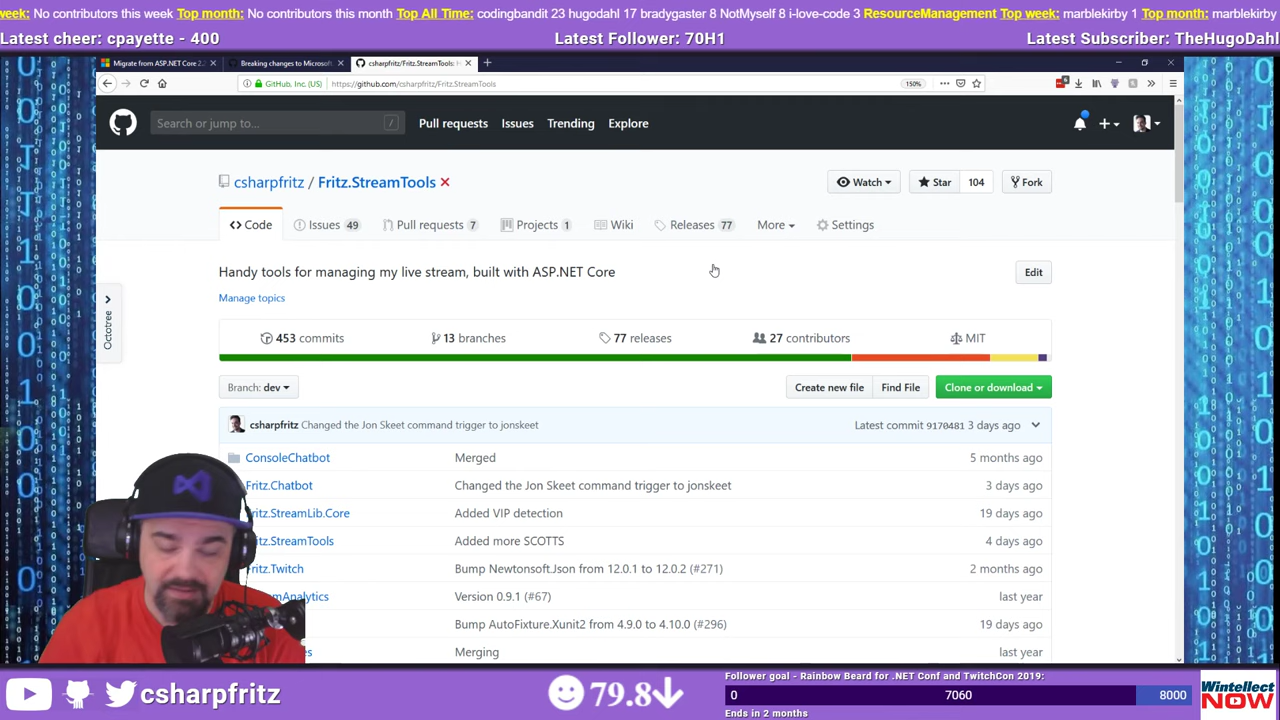 week: No contributors this week Top month: No contributors this month Top All Time: codingbandit 23 hugodahl 17 bradygaster 8 NotMyself 8 i-love-code 3 ResourceManagement Top week: marblekirby 1 Top month: marblekirby
Latest cheer: cpayette - 400
Latest Follower: 70H1
Latest Subscriber: TheHugoDahl
Migrate from ASP.NET Core 2.2
Breaking changes to Microsoft
csharpfritz/Fritz.StreamTools: H
GitHub, Inc. (US)
https://github.com/csharpfritz/Fritz.StreamTools
150%
Search or jump to...
/
Pull requests
Issues
Trending
Explore
csharpfritz / Fritz.StreamTools
Watch
Star
104
Fork
Code
Issues 49
Pull requests 7
Projects 1
Wiki
Releases 77
More
Settings
Handy tools for managing my live stream, built with ASP.NET Core
Edit
Manage topics
Octotree
453 commits
13 branches
77 releases
27 contributors
MIT
Branch: dev
Create new file
Find File
Clone or download
csharpfritz Changed the Jon Skeet command trigger to jonskeet
Latest commit 9170481 3 days ago
ConsoleChatbot Merged 5 months ago
Fritz.Chatbot Changed the Jon Skeet command trigger to jonskeet 3 days ago
ritz.StreamLib.Core Added VIP detection 19 days ago
itz.StreamTools Added more SCOTTS 4 days ago
itz.Twitch Bump Newtonsoft.Json from 12.0.1 to 12.0.2 (#271) 2 months ago
amAnalytics Version 0.9.1 (#67) last year
Bump AutoFixture.Xunit2 from 4.9.0 to 4.10.0 (#296) 19 days ago
es Merging last year
csharpfritz
79.8
Follower goal - Rainbow Beard for .NET Conf and TwitchCon 2019:
0 7060 8000
Ends in 2 months
Wintellect
NOW